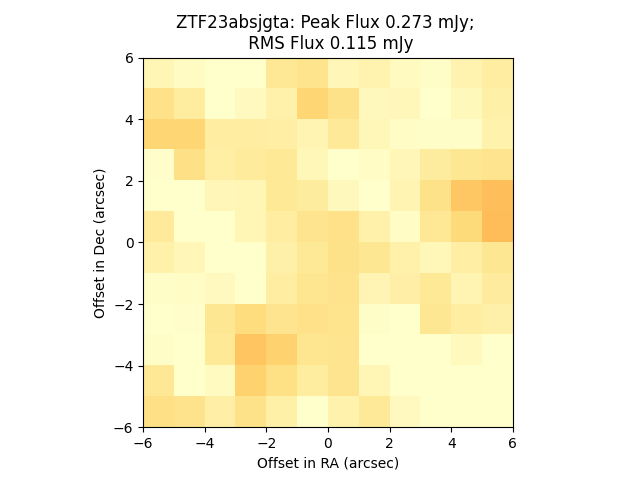 ZTF23absjgta: Peak Flux 0.273 mJy;
RMS Flux 0.115 mJy
6
4
2
0
−2
−4
−6
Offset in Dec (arcsec)
−6 −4 −2 0 2 4 6
Offset in RA (arcsec)